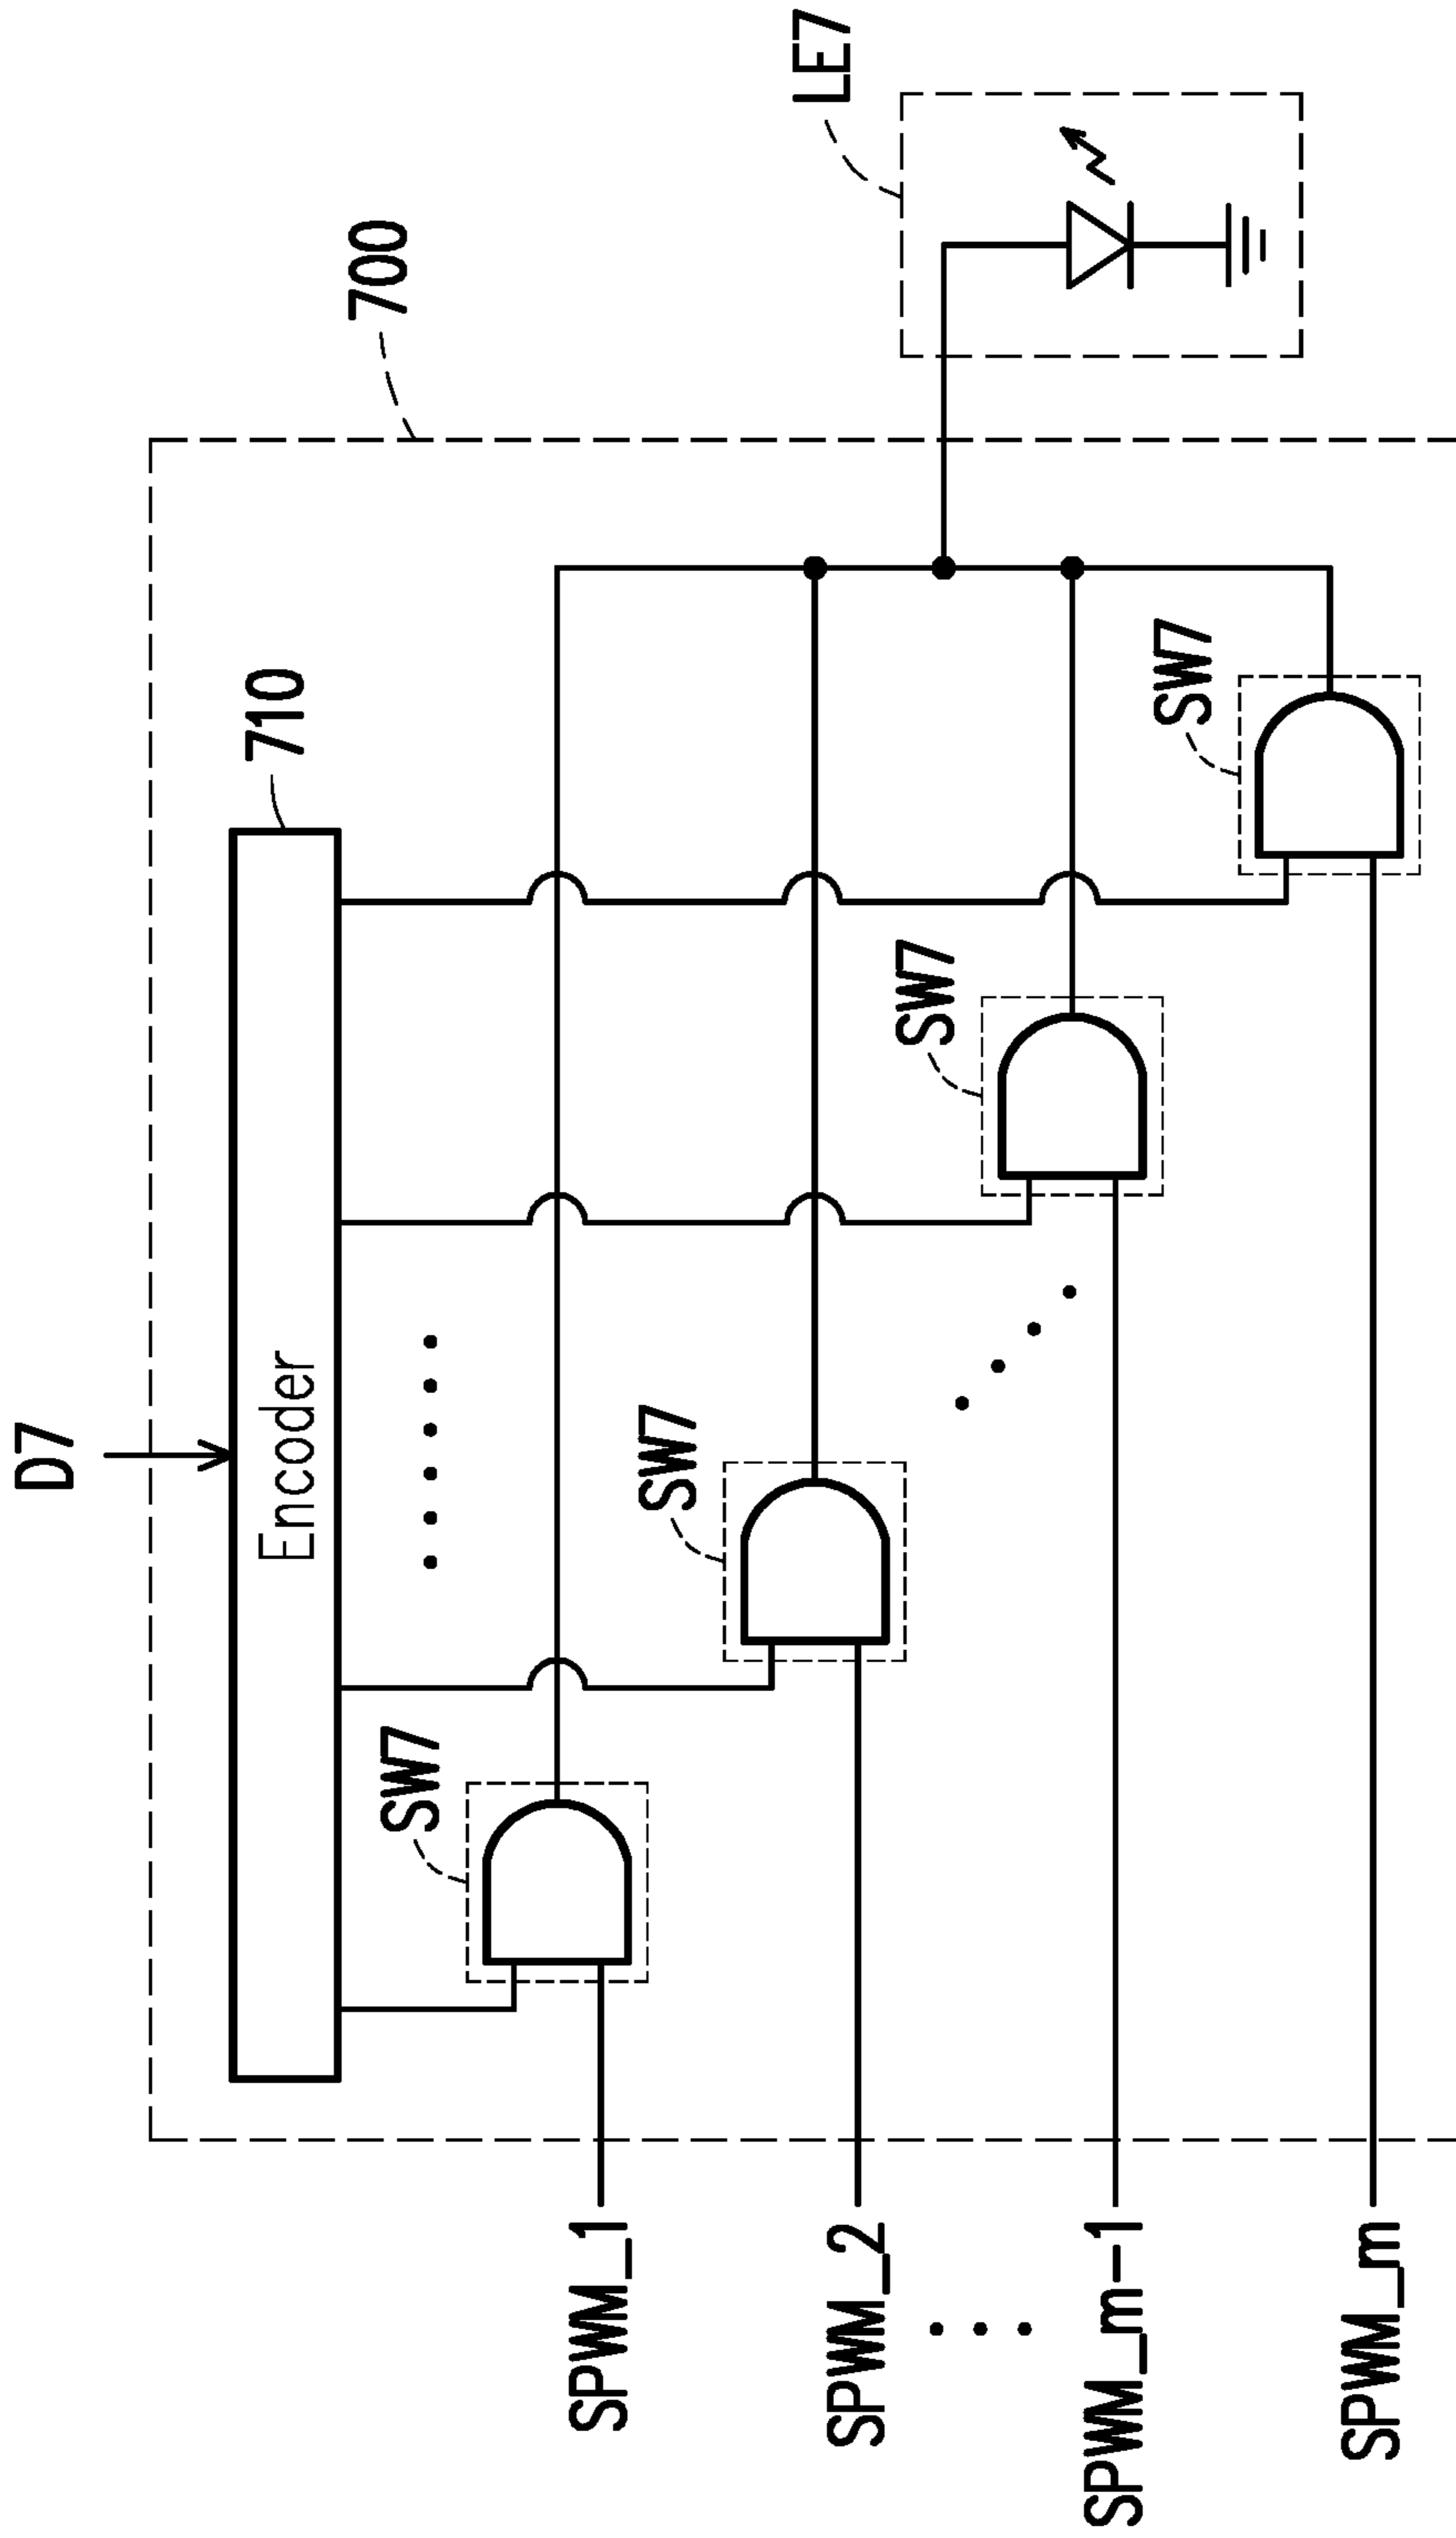 D7
700
LE7
710
Encoder
SW7
SW7
SW7
SW7
SPWM_1
SPWM_2
SPWM_m-1
SPWM_m